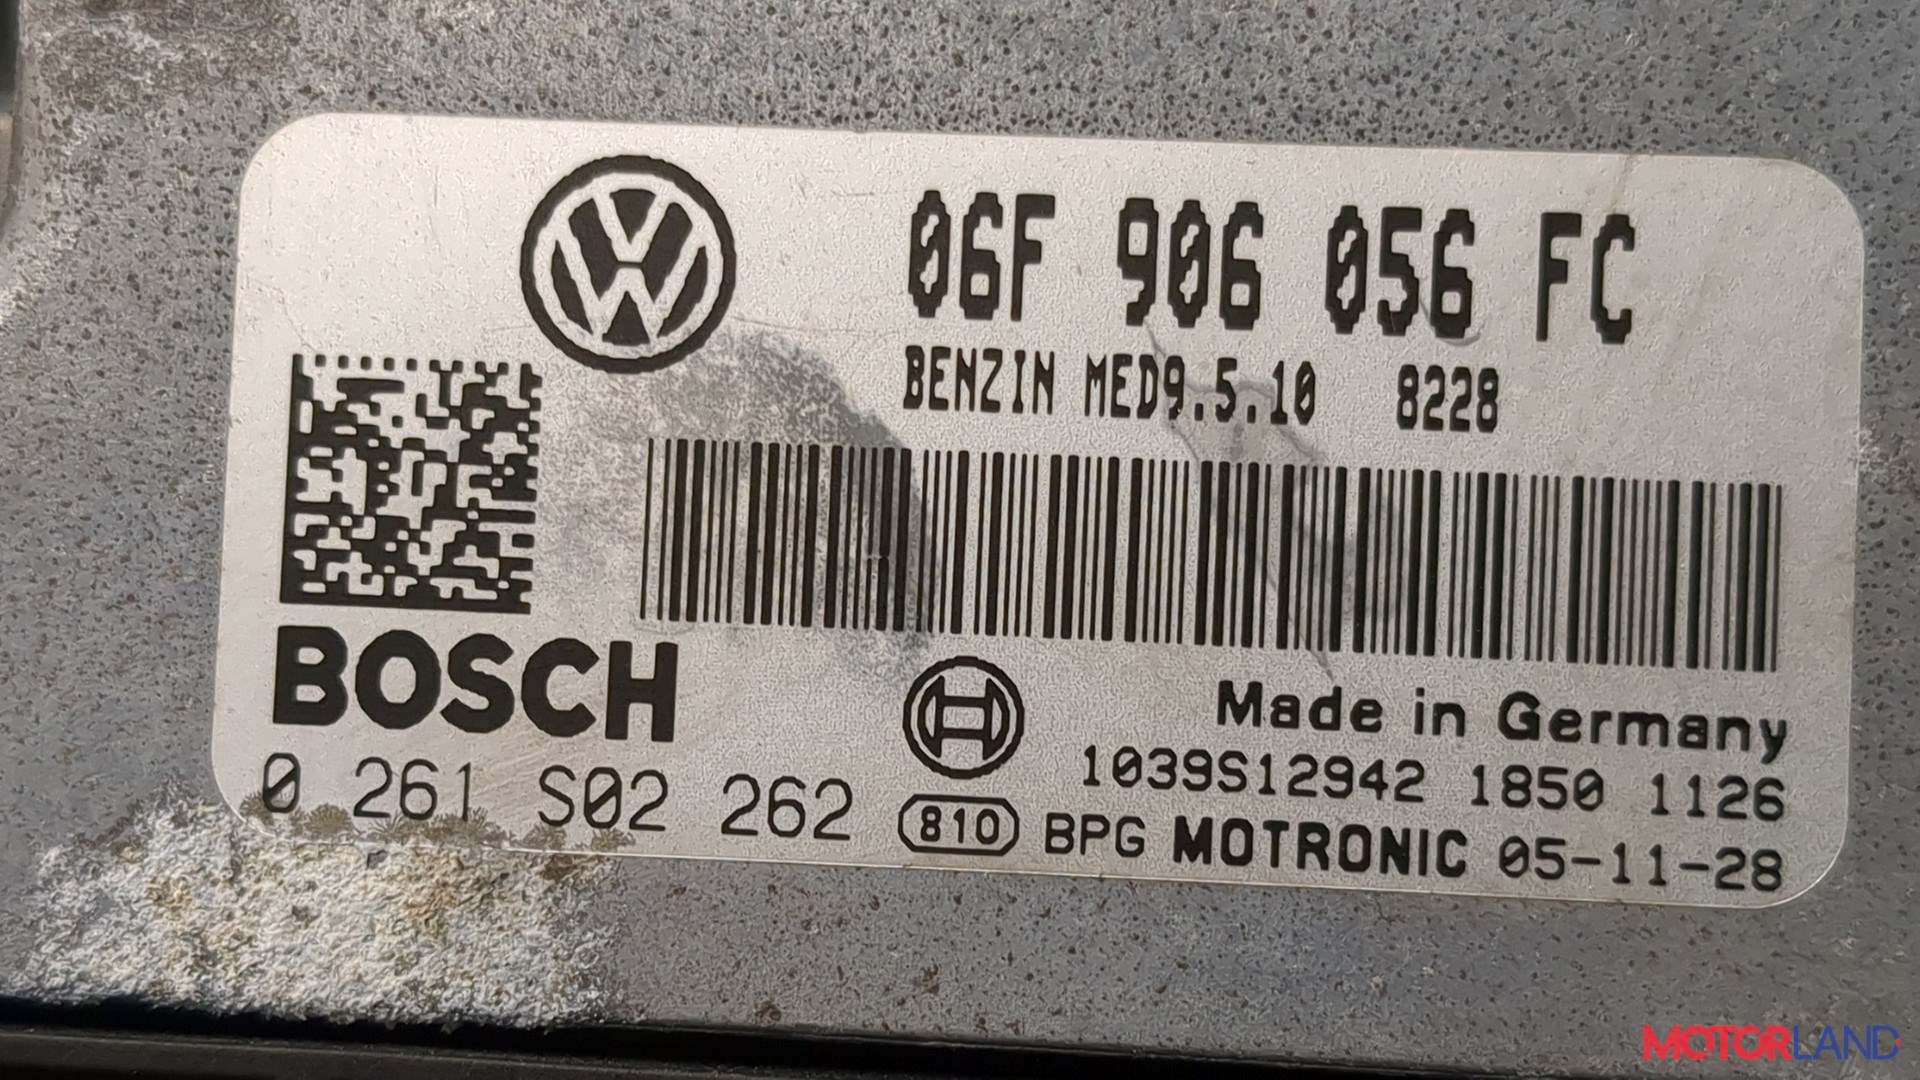 06F 906 056 FC
BENZIN MED9.5.10 8228
BOSCH
Made in Germany
0 261 S02 262
1039S12942 1850 1126
810 BPG MOTRONIC 05-11-28
MOTORLAND